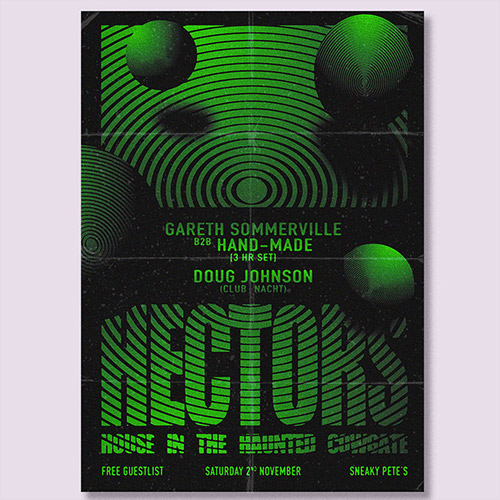 GARETH SOMMERVILLE
B2B HAND-MADE
[3 HR SET]
DOUG JOHNSON
(CLUB NACHT)
HECTORS
HOUSE IN THE HAUNTED COWGATE
FREE GUESTLIST SATURDAY 2ND NOVEMBER SNEAKY PETE'S